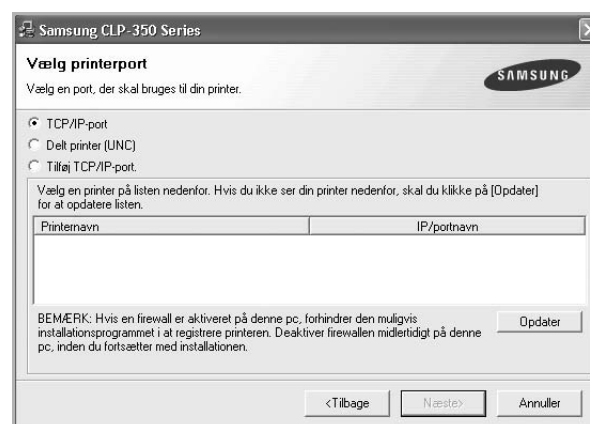 Samsung CLP-350 Series
Vælg printerport
Vælg en port, der skal bruges til din printer.
SAMSUNG
TCP/IP-port
Delt printer (UNC)
Tilføj TCP/IP-port.
Vælg en printer på listen nedenfor. Hvis du ikke ser din printer nedenfor, skal du klikke på [Opdater]
for at opdatere listen.
Printernavn
IP/portnavn
BEMÆRK: Hvis en firewall er aktiveret på denne pc, forhindrer den muligvis
installationsprogrammet i at registrere printeren. Deaktiver firewallen midlertidigt på denne
pc, inden du fortsætter med installationen.
Opdater
<Tilbage
Næste>
Annuller